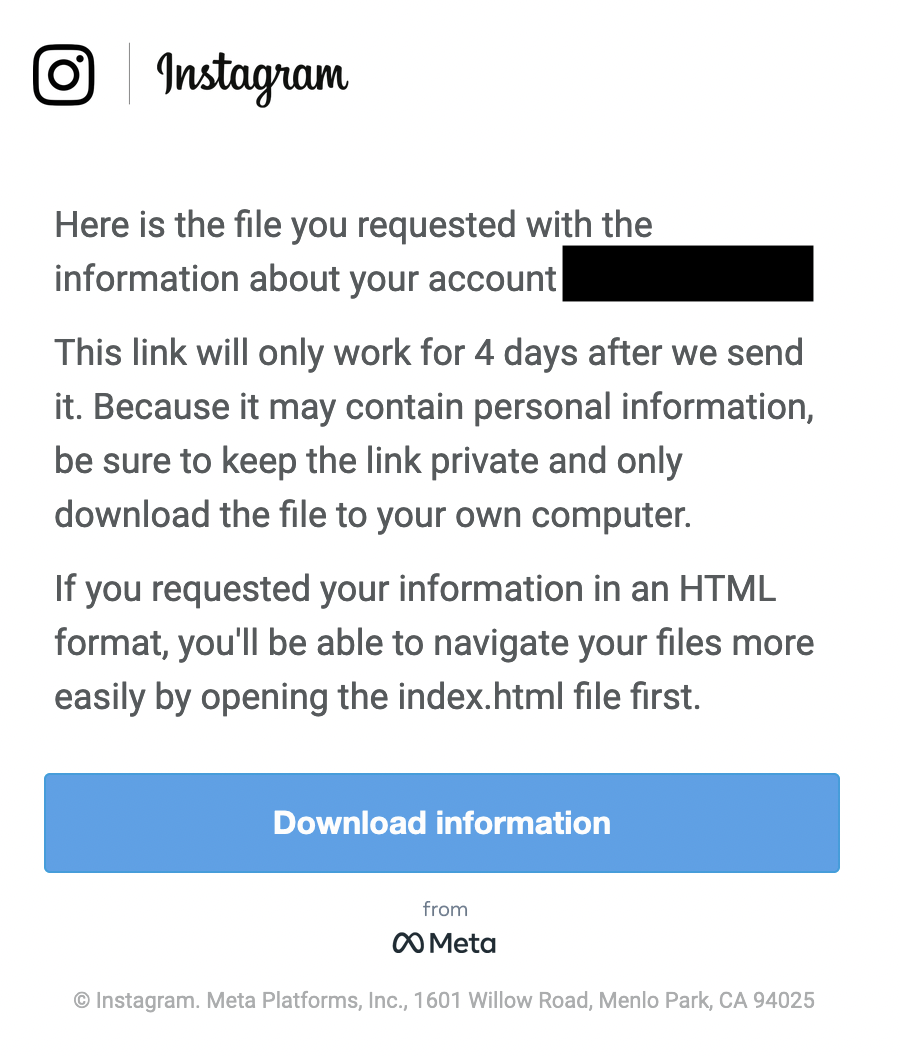 Instagram
Here is the file you requested with the
information about your account
This link will only work for 4 days after we send
it. Because it may contain personal information,
be sure to keep the link private and only
download the file to your own computer.
If you requested your information in an HTML
format, you'll be able to navigate your files more
easily by opening the index.html file first.
Download information
from
Meta
© Instagram. Meta Platforms, Inc., 1601 Willow Road, Menlo Park, CA 94025